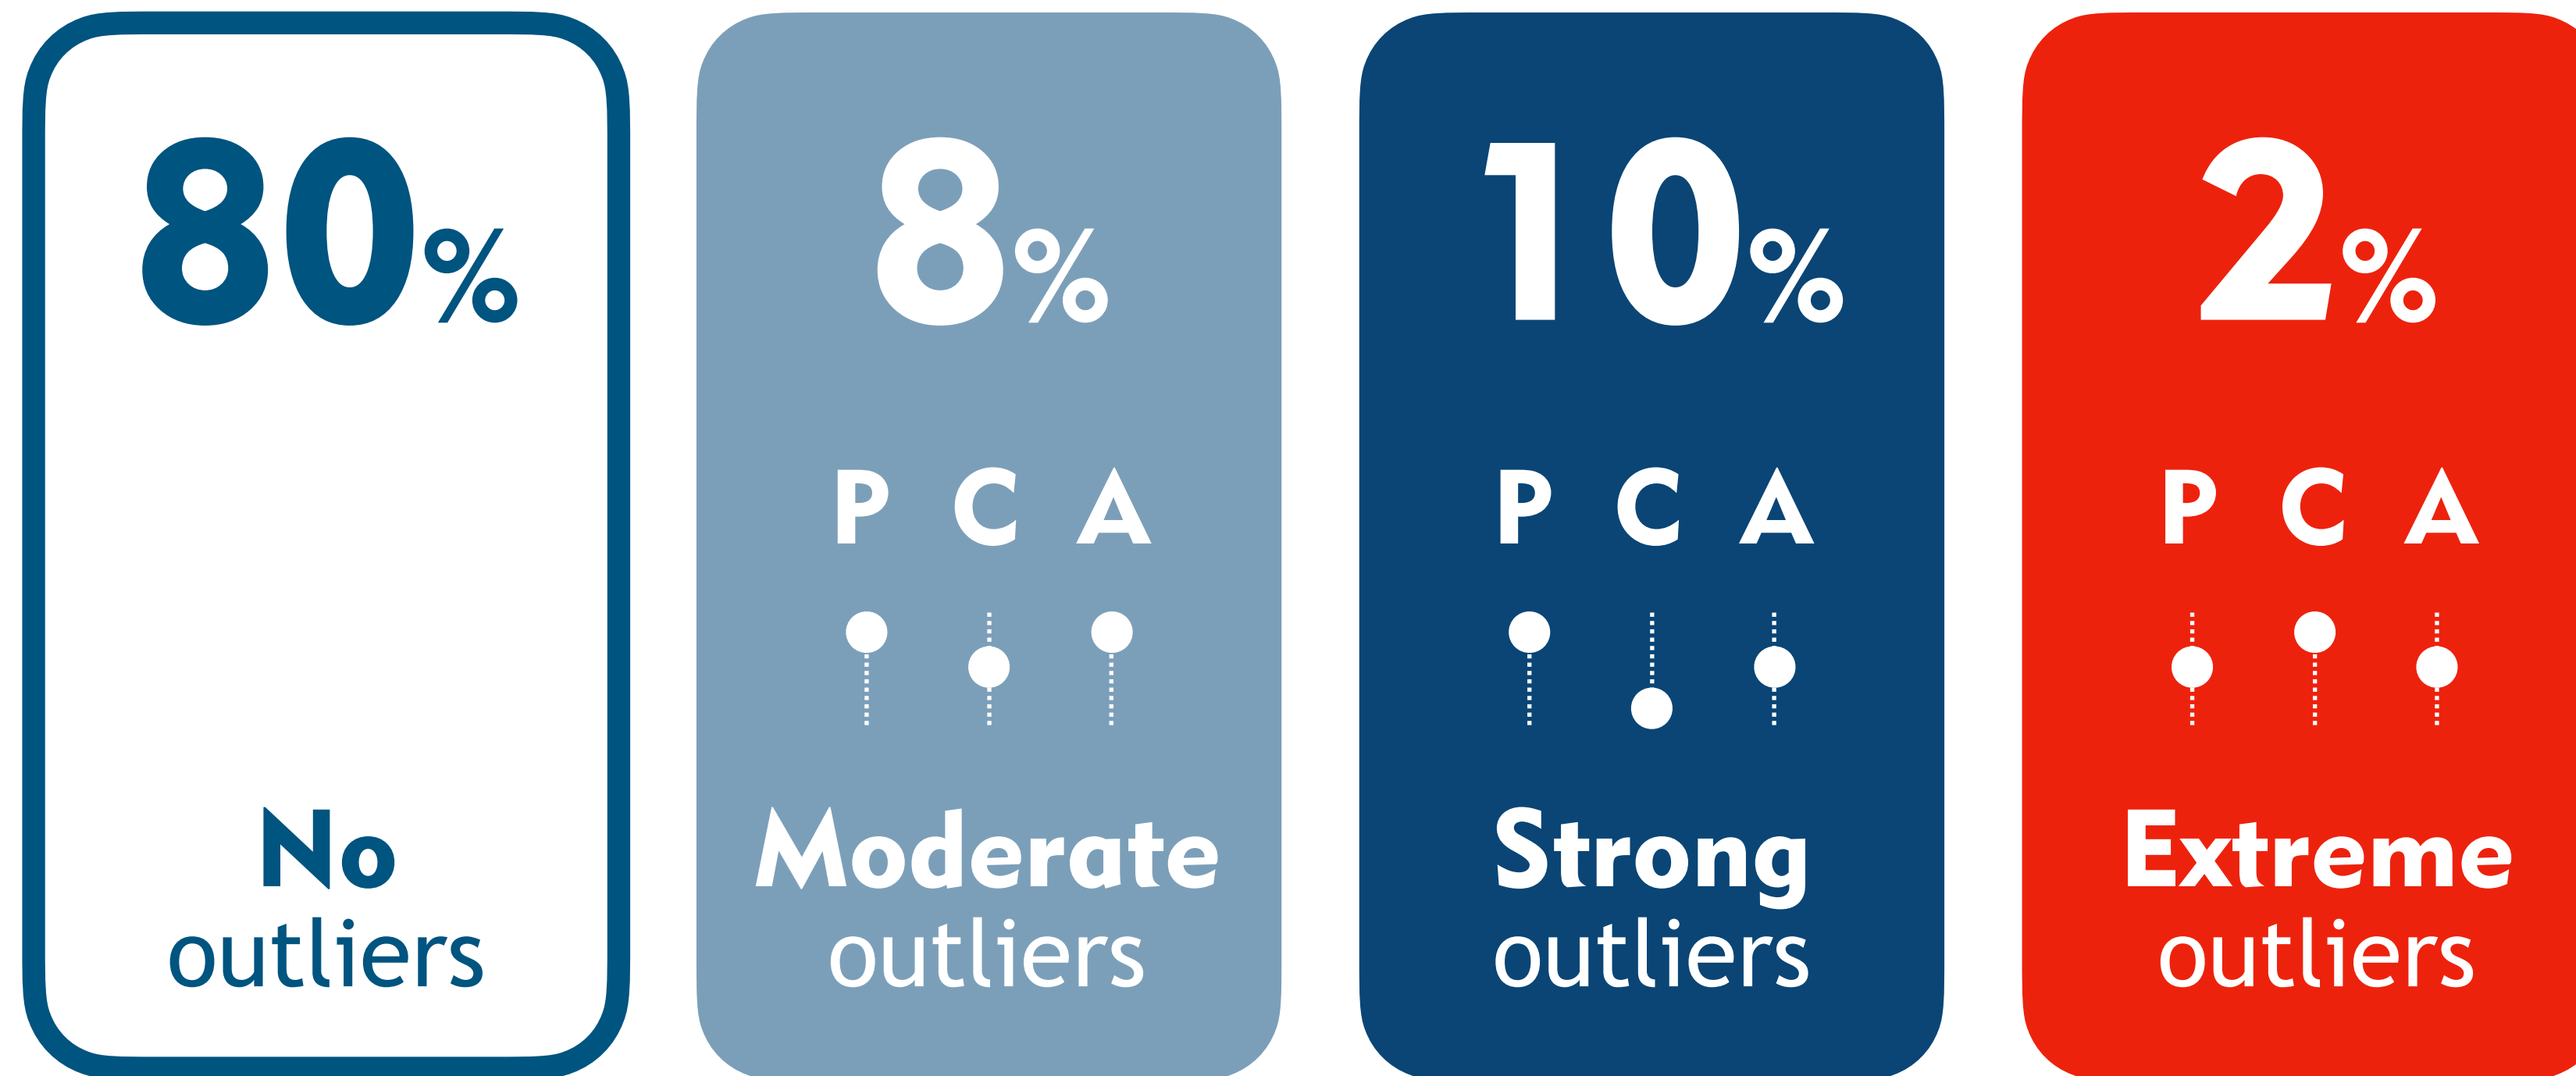 80%
No
outliers
8%
P C A
Moderate
outliers
10%
P C A
Strong
outliers
2%
P C A
Extreme
outliers